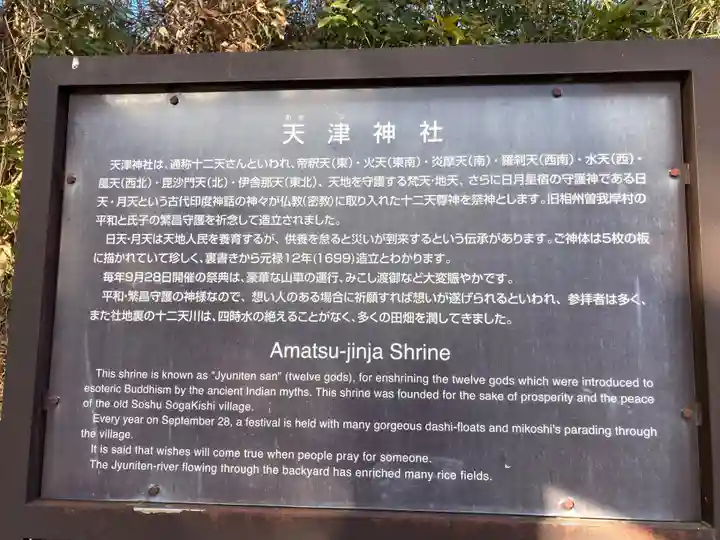 あま つ
天津神社
天津神社は、通称十二天さんといわれ、帝釈天(東)・火天(東南)・炎摩天(南)・羅刹天(西南)・水天(西)・
風天(西北)・毘沙門天(北)・伊舎那天(東北)、天地を守護する梵天・地天、さらに日月星宿の守護神である日
天・月天という古代印度神話の神々が仏教(密教)に取り入れた十二天尊神を祭神とします。旧相州曽我岸村の
平和と氏子の繁昌守護を祈念して造立されました。
日天・月天は天地人民を養育するが、供養を怠ると災いが到来するという伝承があります。ご神体は5枚の板
に描かれていて珍しく、裏書きから元禄12年(1699)造立とわかります。
毎年9月28日開催の祭典は、豪華な山車の運行、みこし渡御など大変賑やかです。
平和・繁昌守護の神様なので、想い人のある場合に祈願すれば想いが遂げられるといわれ、参拝者は多く、
また社地裏の十二天川は、四時水の絶えることがなく、多くの田畑を潤してきました。
Amatsu-jinja Shrine
This shrine is known as "Jyuniten san" (twelve gods), for enshrining the twelve gods which were introduced to
esoteric Buddhism by the ancient Indian myths. This shrine was founded for the sake of prosperity and the peace
of the old Soshu SogaKishi village.
Every year on September 28, a festival is held with many gorgeous dashi-floats and mikoshi's parading through
the village.
It is said that wishes will come true when people pray for someone.
The Jyuniten-river flowing through the backyard has enriched many rice fields.